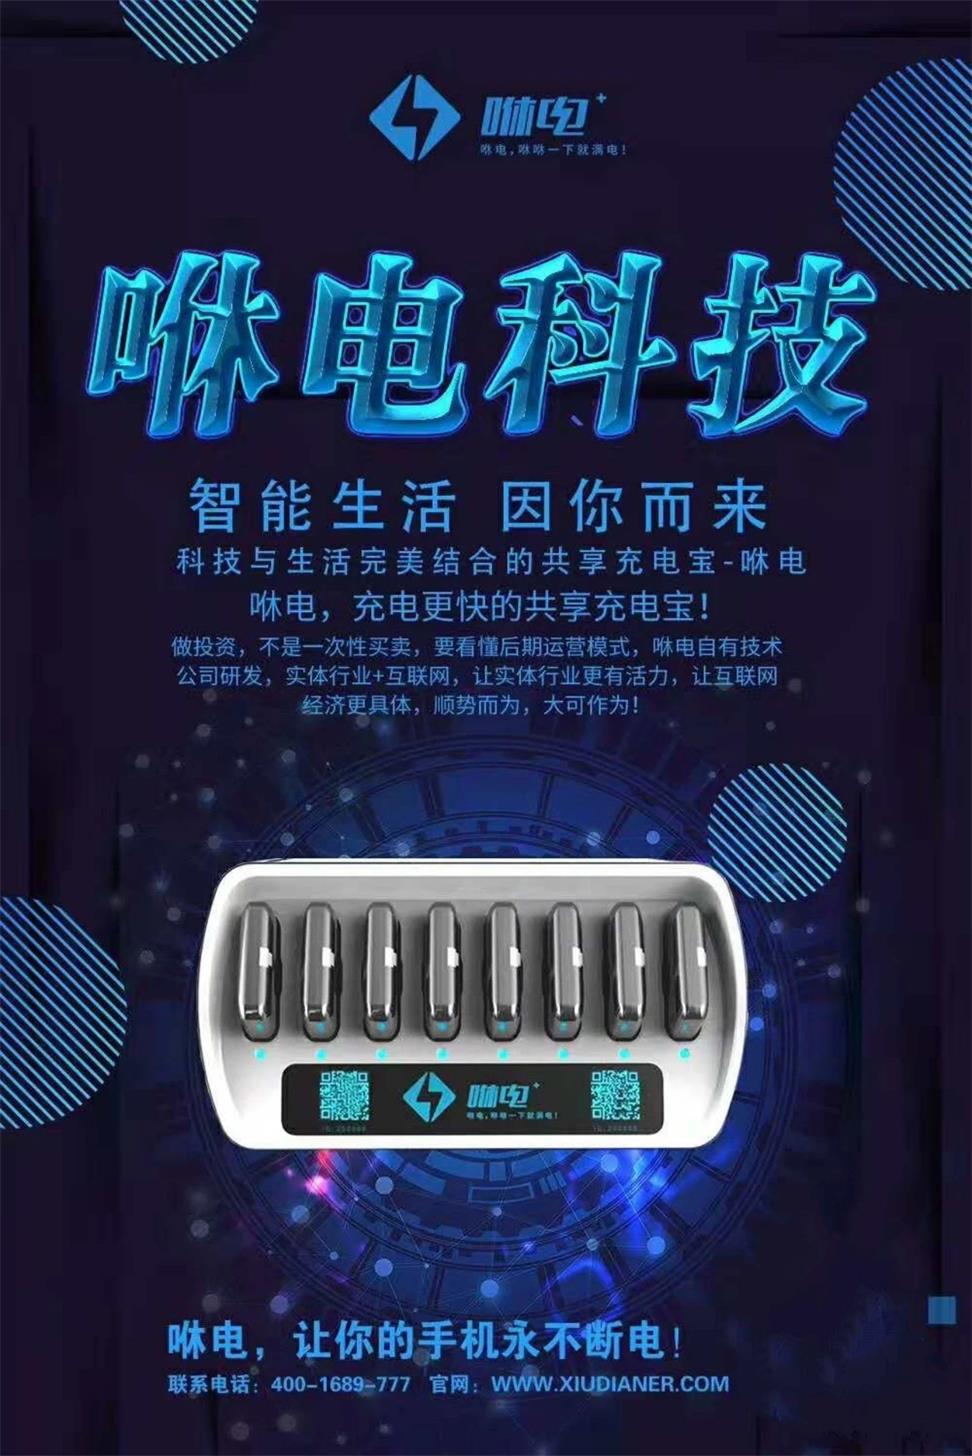 咻电+
咻电,咻咻一下就满电!
咻电科技
智能生活 因你而来
科技与生活完美结合的共享充电宝-咻电
咻电，充电更快的共享充电宝！
做投资，不是一次性买卖，要看懂后期运营模式，咻电自有技术
公司研发，实体行业+互联网，让实体行业更有活力，让互联网
经济更具体，顺势而为，大可作为！
咻电+
咻电,咻咻一下就满电!
咻电，让你的手机永不断电！
联系电话：400-1689-777 官网：WWW.XIUDIANER.COM